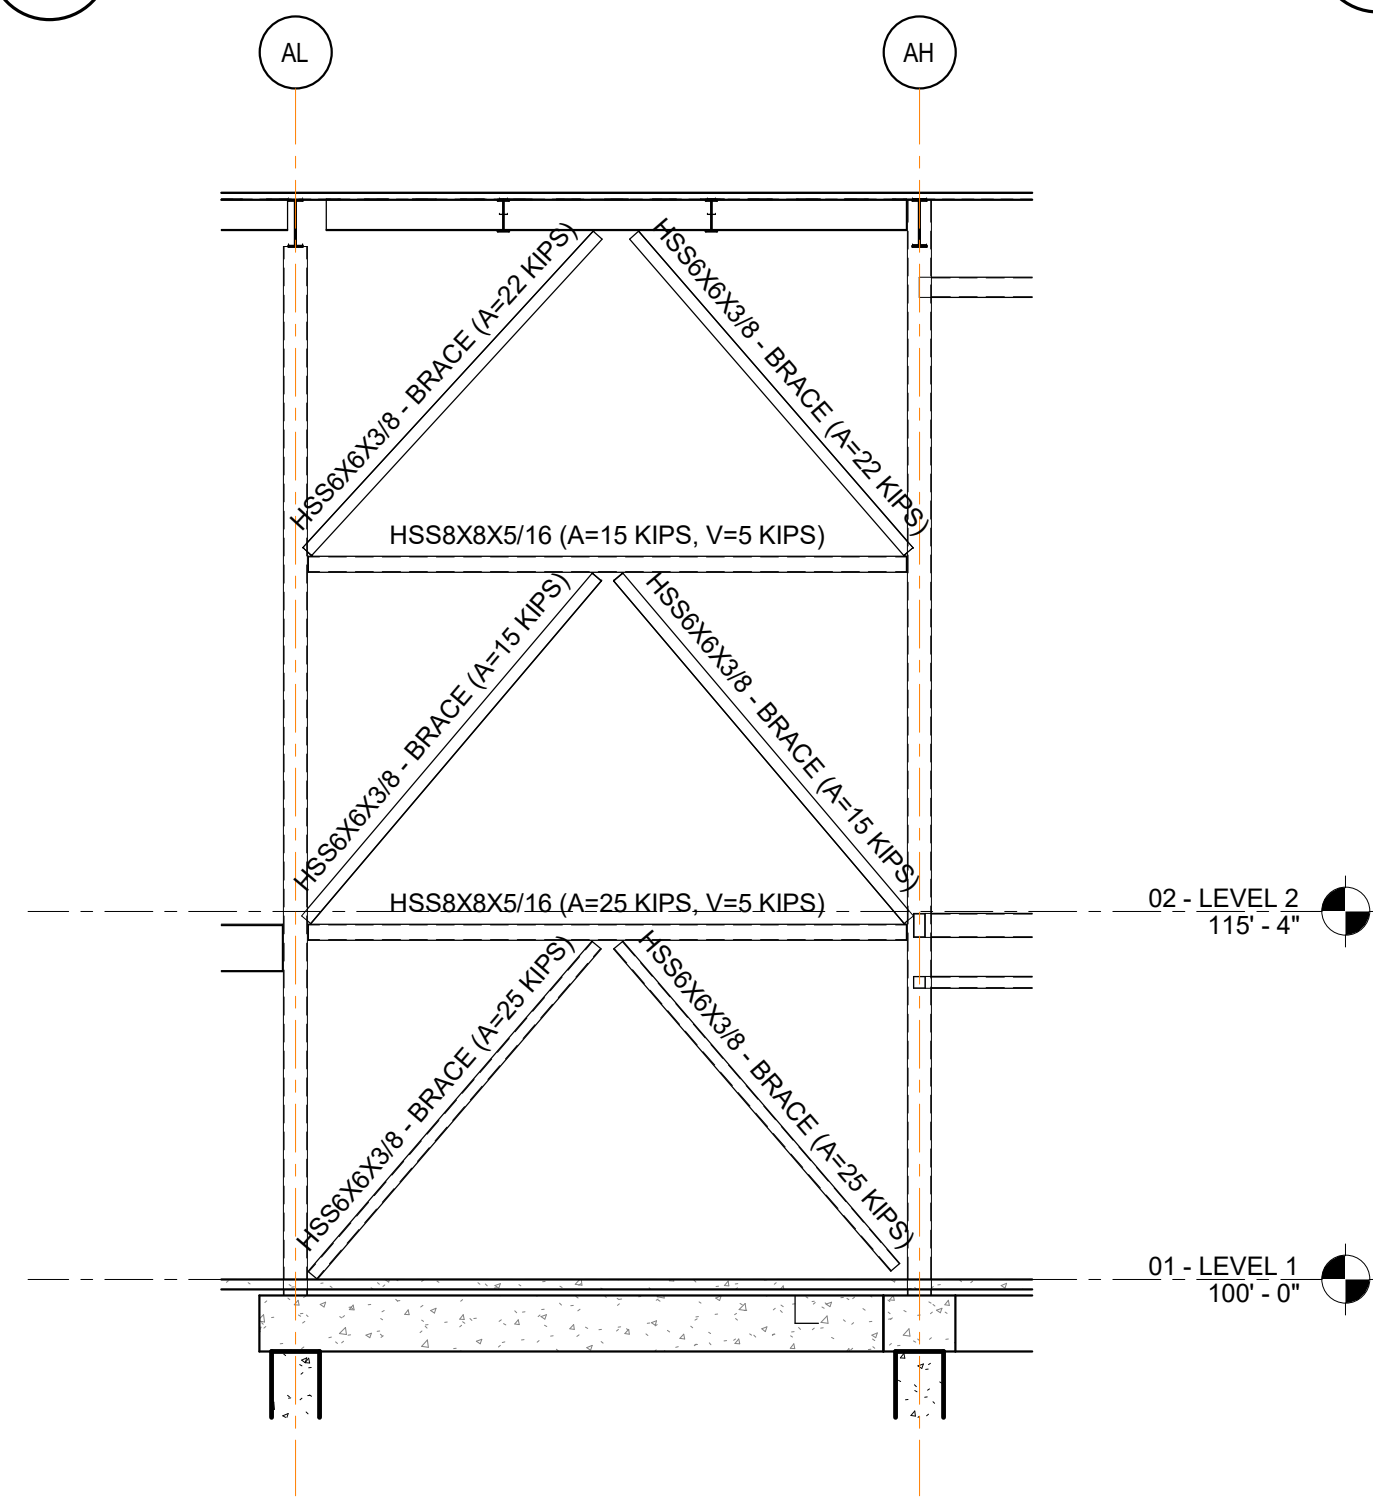 AL
AH
HSS6X6X3/8 - BRACE (A=22 KIPS)
HSS6X6X3/8 - BRACE (A=22 KIPS)
HSS8X8X5/16 (A=15 KIPS, V=5 KIPS)
HSS6X6X3/8 - BRACE (A=15 KIPS)
HSS6X6X3/8 - BRACE (A=15 KIPS)
HSS8X8X5/16 (A=25 KIPS, V=5 KIPS)
02 - LEVEL 2
115' - 4"
HSS6X6X3/8 - BRACE (A=25 KIPS)
HSS6X6X3/8 - BRACE (A=25 KIPS)
01 - LEVEL 1
100' - 0"